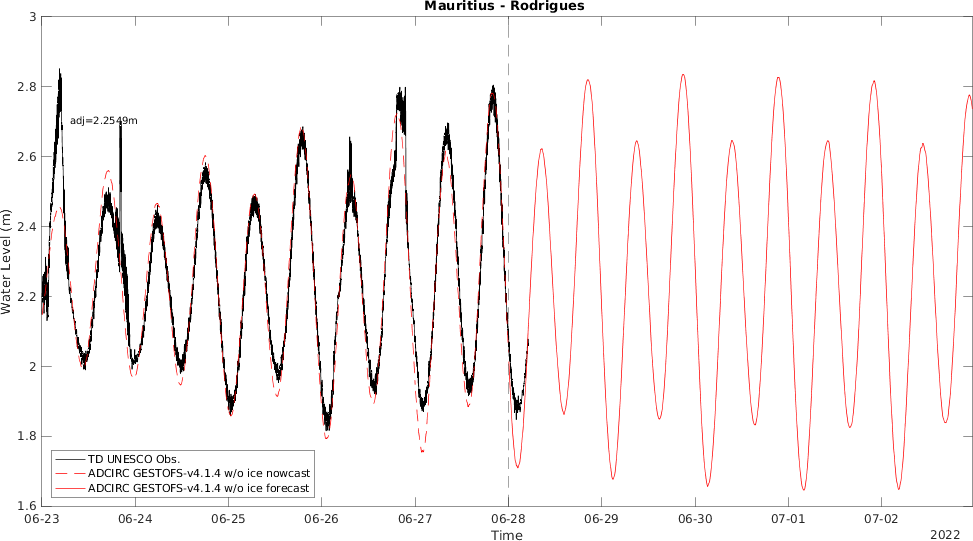 Mauritius - Rodrigues
3
2.8
adj=2.2549m
2.6
2.4
2.2
2
1.8
1.6
Water Level (m)
TD UNESCO Obs.
ADCIRC GESTOFS-v4.1.4 w/o ice nowcast
ADCIRC GESTOFS-v4.1.4 w/o ice forecast
06-23 06-24 06-25 06-26 06-27 06-28 06-29 06-30 07-01 07-02
Time
2022